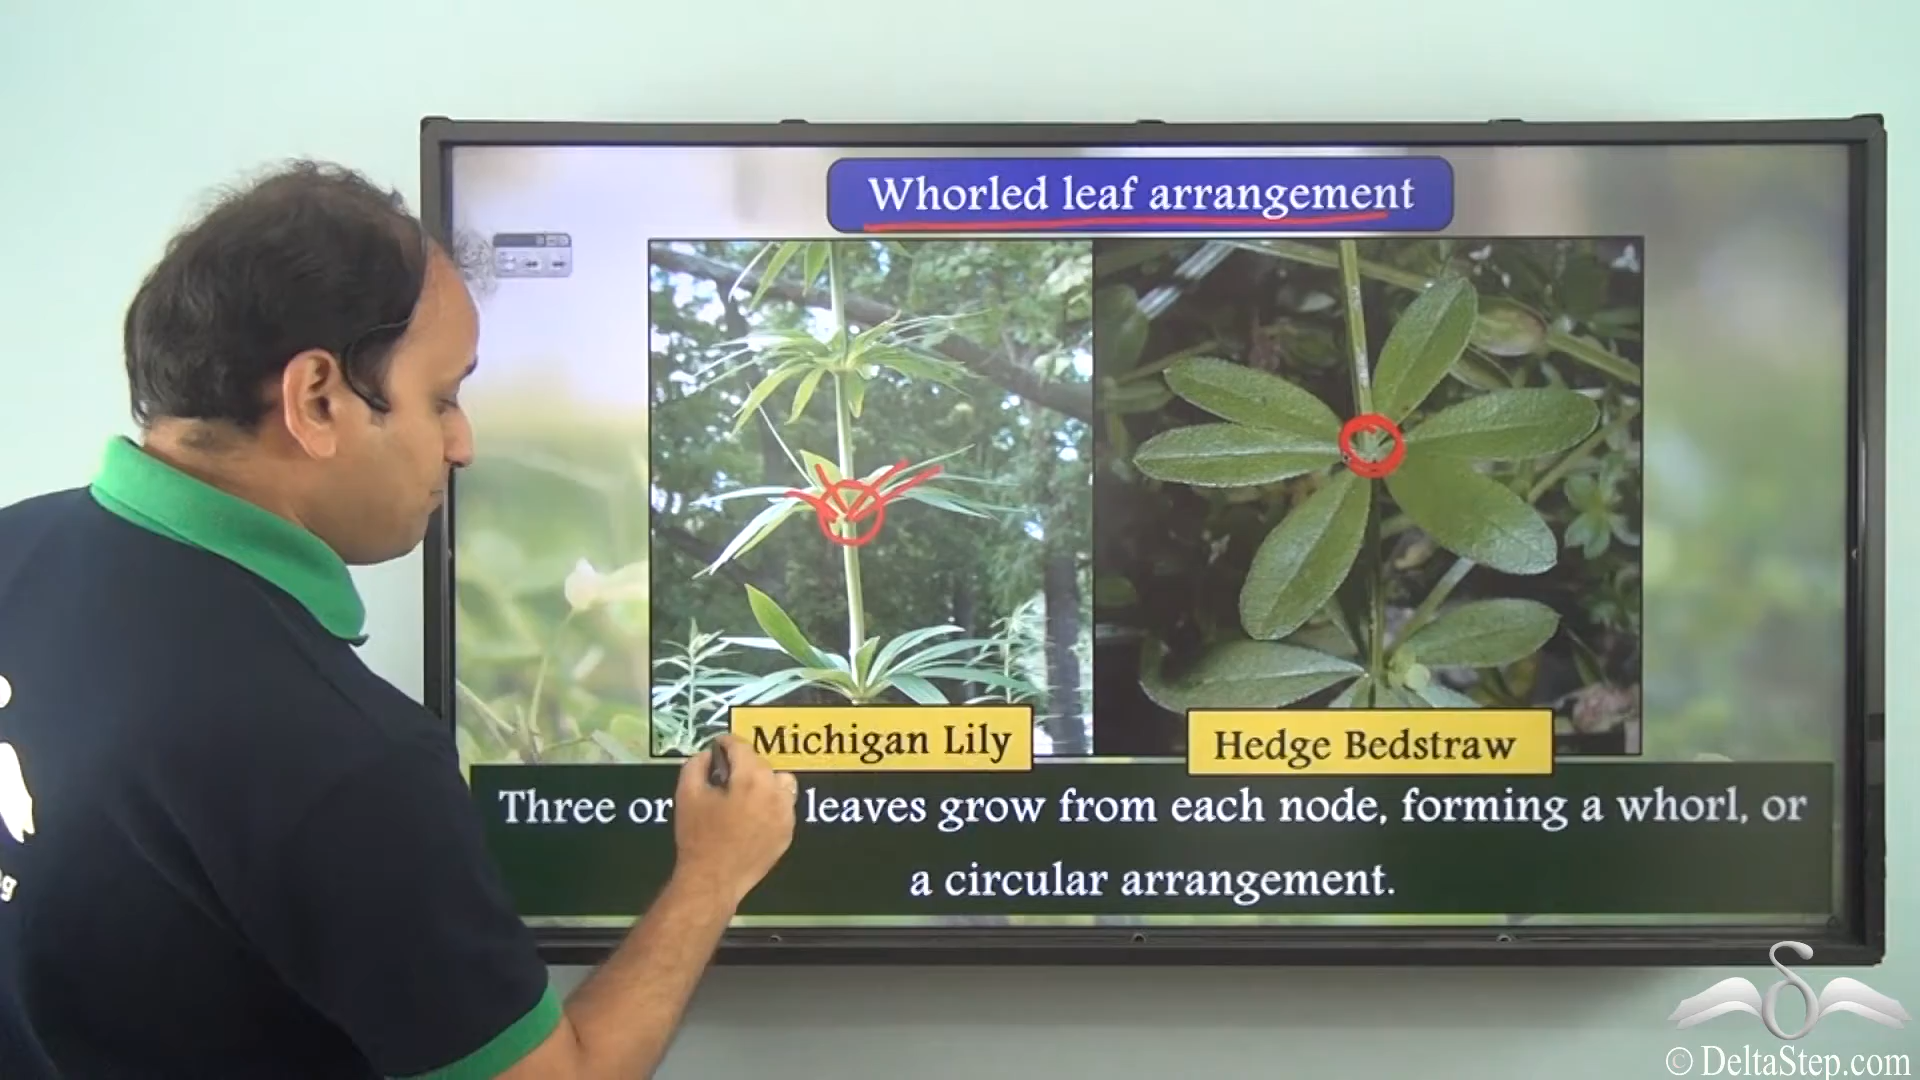 Whorled leaf arrangement
Michigan Lily
Hedge Bedstraw
Three or leaves grow from each node, forming a whorl, or
a circular arrangement.
© DeltaStep.com